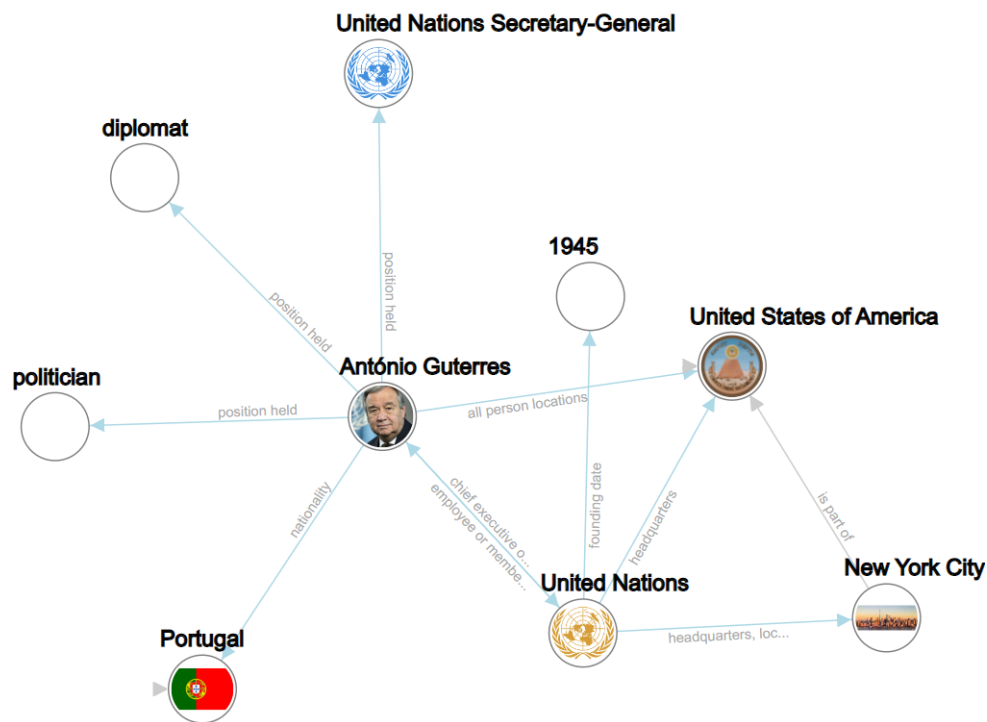 United Nations Secretary-General
diplomat
position held
position held
1945
United States of America
António Guterres
politician
position held
all person locations
nationality
chief executive o...
employee or membe...
founding date
headquarters
is part of
New York City
United Nations
headquarters, loc...
Portugal